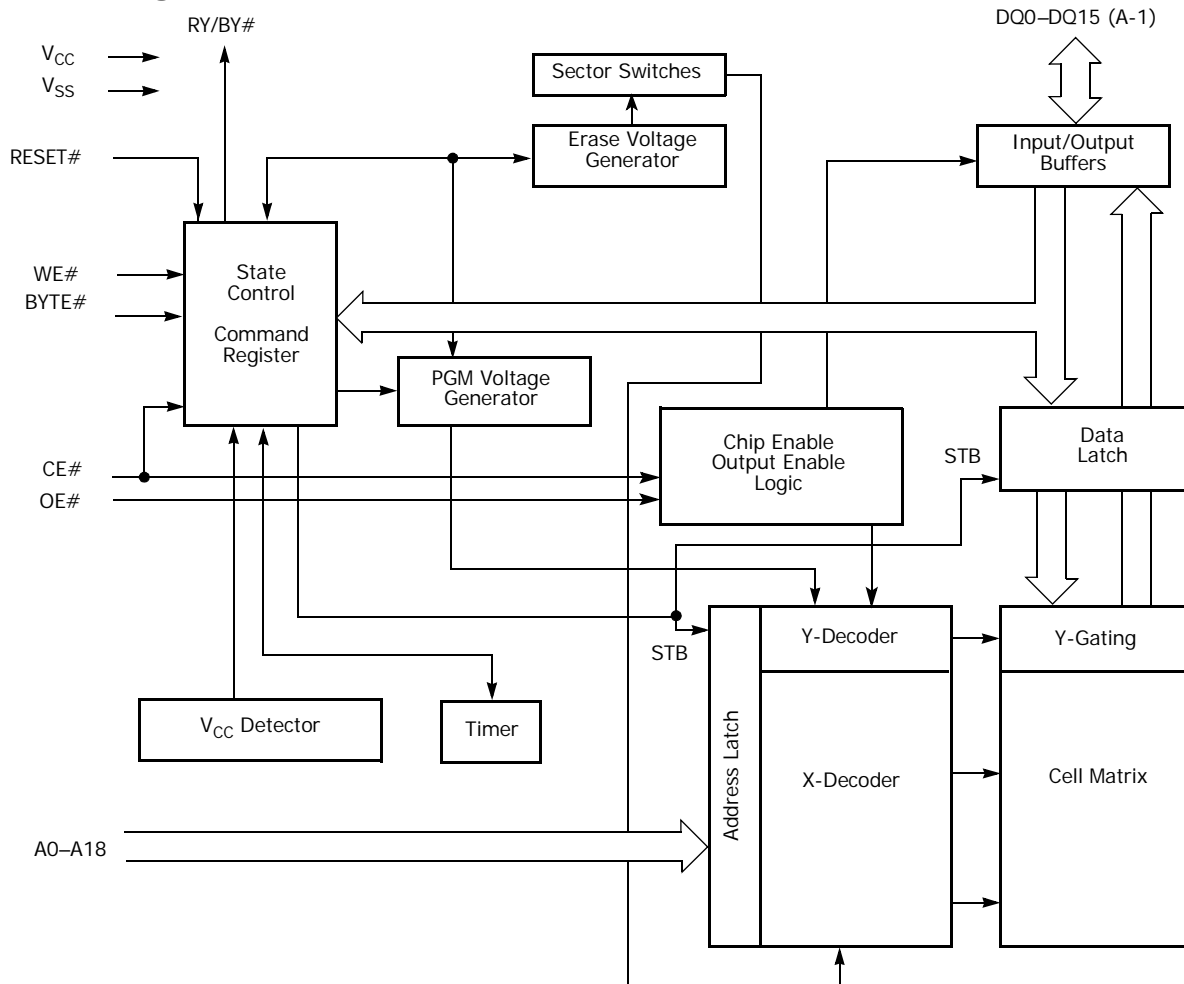 RY/BY#
DQ0–DQ15 (A-1)
VCC
VSS
Sector Switches
Erase Voltage
Generator
Input/Output
Buffers
RESET#
WE#
BYTE#
State
Control
Command
Register
PGM Voltage
Generator
Chip Enable
Output Enable
Logic
Data
Latch
STB
CE#
OE#
STB
Y-Decoder
Y-Gating
VCC Detector
Timer
Address Latch
X-Decoder
Cell Matrix
A0–A18